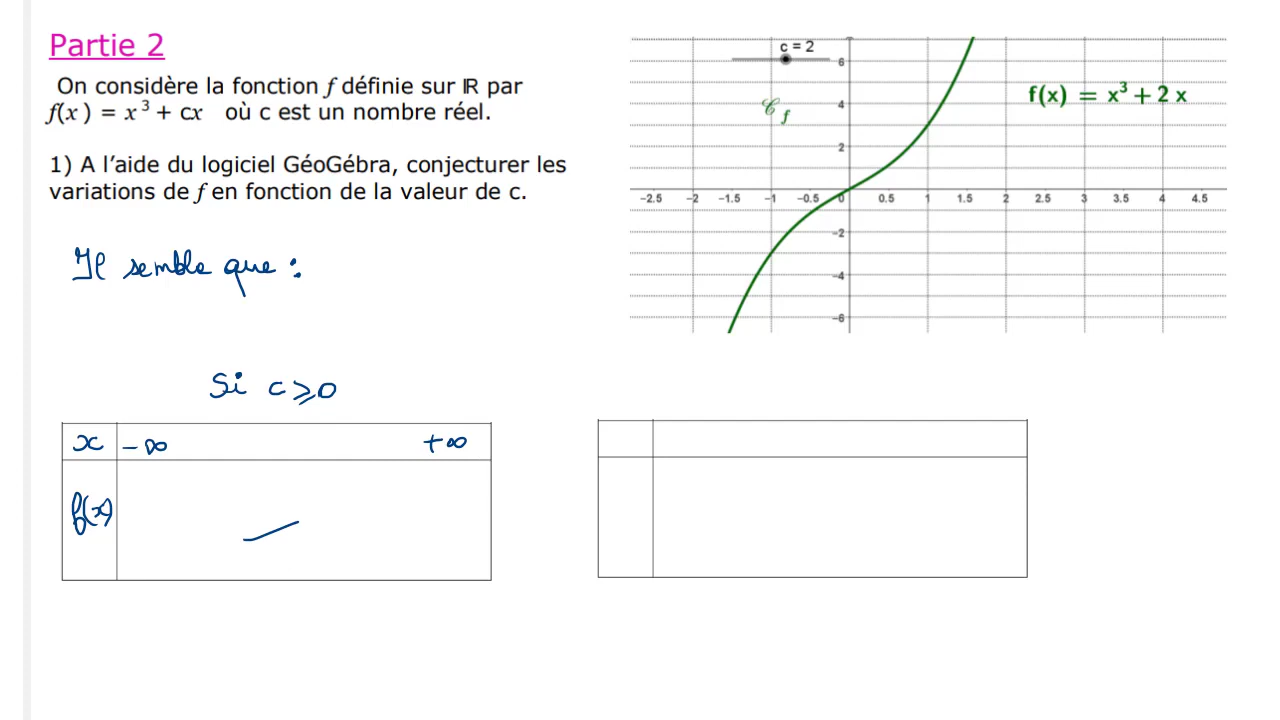 Partie 2
On considère la fonction f définie sur ℝ par
f(x ) = x³ + cx où c est un nombre réel.
1) A l’aide du logiciel GéoGébra, conjecturer les
variations de f en fonction de la valeur de c.
c = 2
𝒞f
f(x) = x³ + 2 x
6
4
2
−2.5 −2 −1.5 −1 −0.5 0 0.5 1 1.5 2 2.5 3 3.5 4 4.5
−2
−4
−6
Il semble que :
Si c ⩾ 0
x −∞ +∞
f(x)